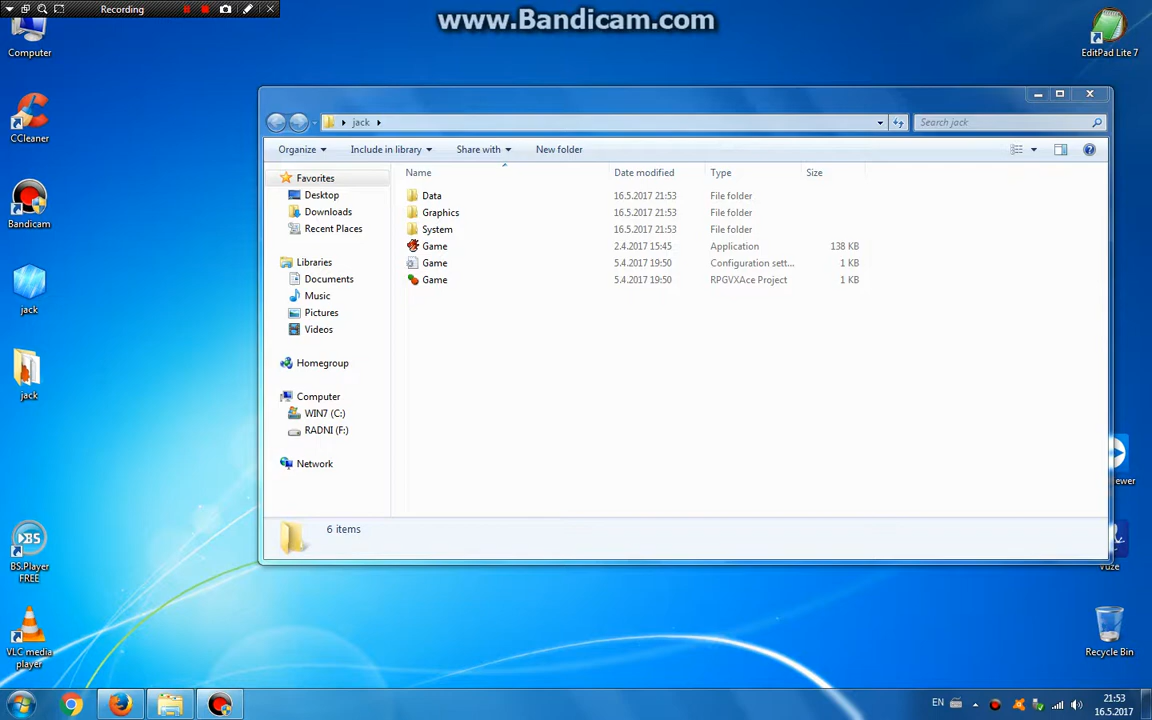 Recording
www.Bandicam.com
Computer
EditPad Lite 7
CCleaner
Bandicam
jack
jack
BS.Player
FREE
VLC media
player
jack
Search jack
Organize
Include in library
Share with
New folder
Name
Date modified
Type
Size
Favorites
Desktop
Downloads
Recent Places
Libraries
Documents
Music
Pictures
Videos
Homegroup
Computer
WIN7 (C:)
RADNI (F:)
Network
Data 16.5.2017 21:53 File folder
Graphics 16.5.2017 21:53 File folder
System 16.5.2017 21:53 File folder
Game 2.4.2017 15:45 Application 138 KB
Game 5.4.2017 19:50 Configuration sett... 1 KB
Game 5.4.2017 19:50 RPGVXAce Project 1 KB
6 items
ewer
Vuze
Recycle Bin
EN
21:53
16.5.2017